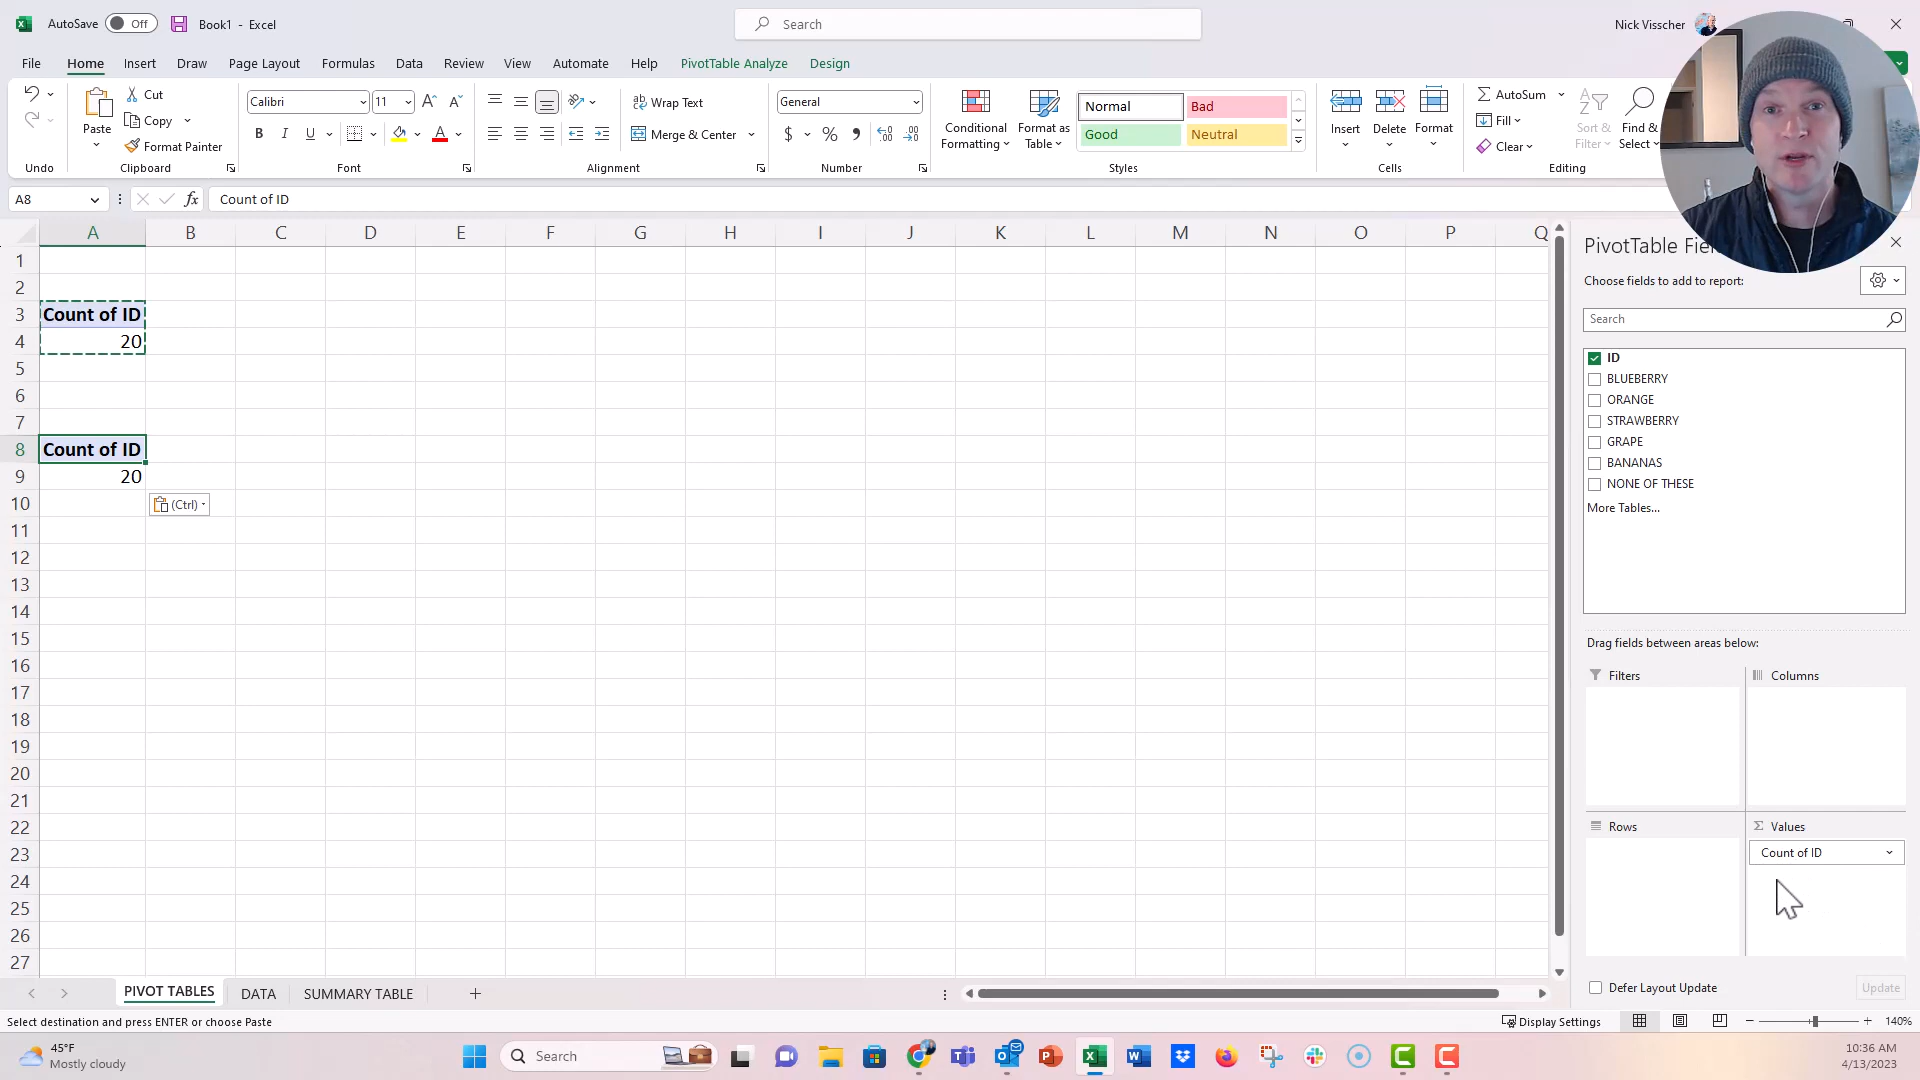 AutoSave Off Book1 - Excel Search Nick Visscher
File Home Insert Draw Page Layout Formulas Data Review View Automate Help PivotTable Analyze Design
Paste Cut Copy Format Painter
Calibri 11
B I U
A
Wrap Text
Merge & Center
General
$ % 9
Conditional Formatting
Format as Table
Normal Bad
Good Neutral
Insert Delete Format
AutoSum
Fill
Clear
Sort & Filter
Find & Select
Undo Clipboard Font Alignment Number Styles Cells Editing
A8 fx Count of ID
A B C D E F G H I J K L M N O P Q
1
2
3 Count of ID
4 20
5
6
7
8 Count of ID
9 20
10 (Ctrl)
11
12
13
14
15
16
17
18
19
20
21
22
23
24
25
26
27
Choose fields to add to report:
Search
ID
BLUEBERRY
ORANGE
STRAWBERRY
GRAPE
BANANAS
NONE OF THESE
More Tables...
Drag fields between areas below:
Filters Columns
Rows Values
Count of ID
Defer Layout Update Update
PIVOT TABLES DATA SUMMARY TABLE
Select destination and press ENTER or choose Paste Display Settings 140%
45°F
Mostly cloudy
Search
10:36 AM
4/13/2023
PivotTable